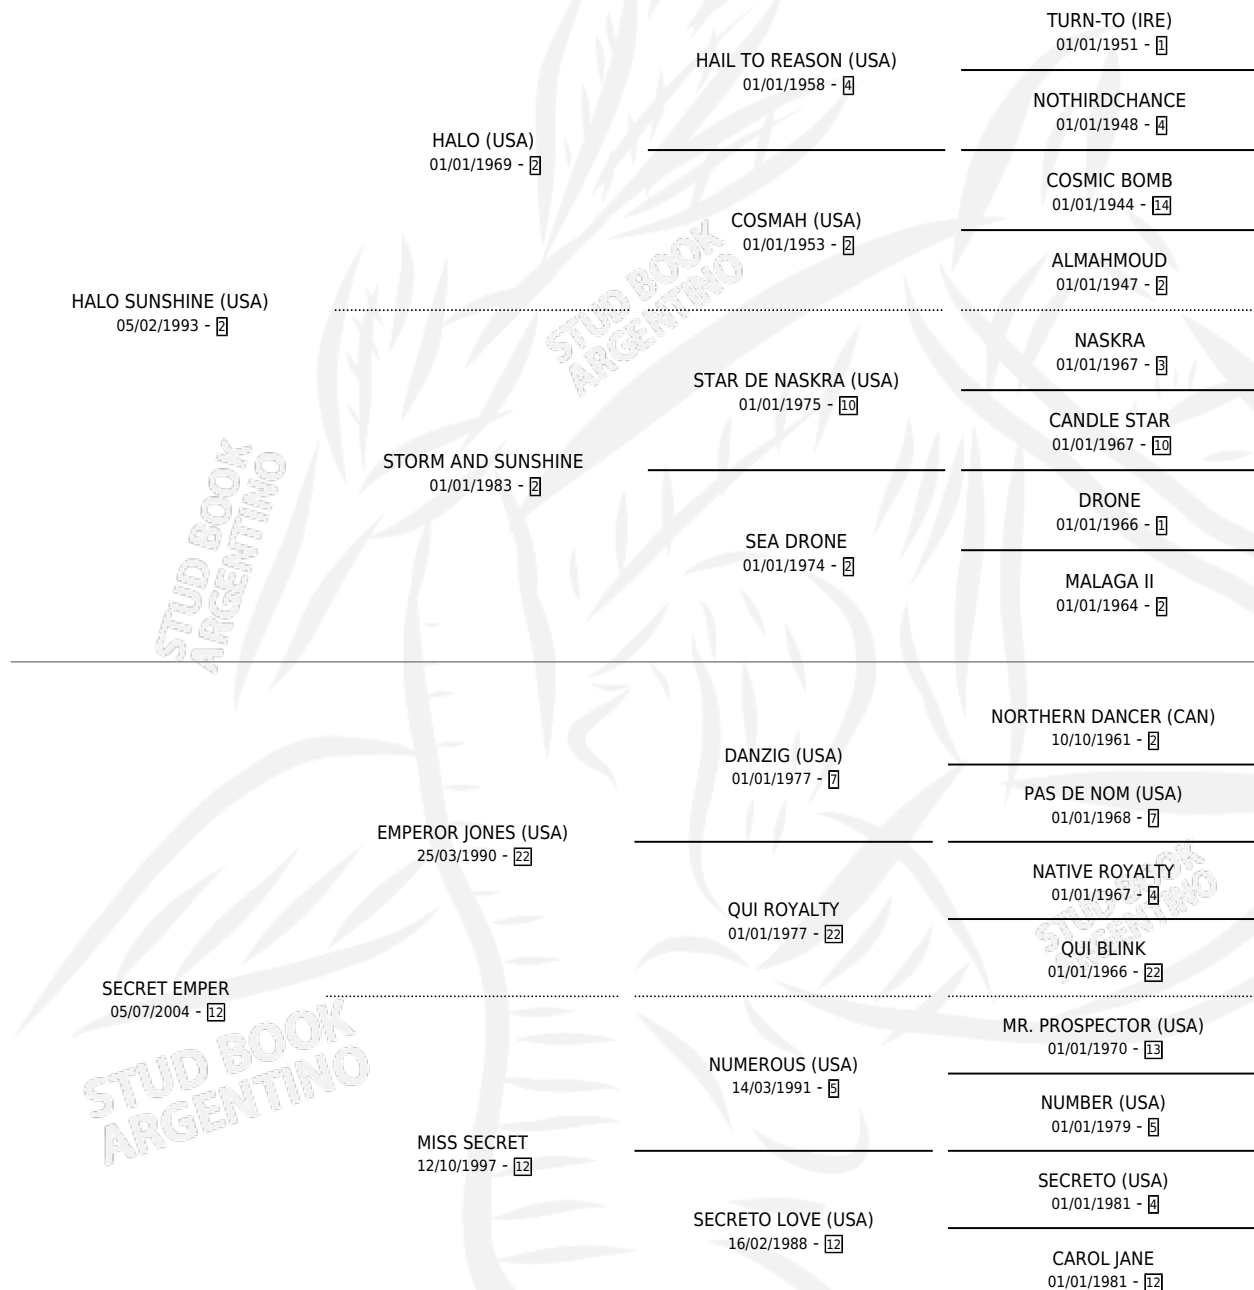 TURN-TO (IRE)
01/01/1951 - 1
HAIL TO REASON (USA)
01/01/1958 - 4
NOTHIRDCHANCE
01/01/1948 - 4
HALO (USA)
01/01/1969 - 2
COSMIC BOMB
01/01/1944 - 14
COSMAH (USA)
01/01/1953 - 2
ALMAHMOUD
01/01/1947 - 2
HALO SUNSHINE (USA)
05/02/1993 - 2
STUD BOOK
ARGENTINO
NASKRA
01/01/1967 - 3
STAR DE NASKRA (USA)
01/01/1975 - 10
CANDLE STAR
01/01/1967 - 10
STORM AND SUNSHINE
01/01/1983 - 2
DRONE
01/01/1966 - 1
SEA DRONE
01/01/1974 - 2
MALAGA II
01/01/1964 - 2
STUD BOOK
ARGENTINO
NORTHERN DANCER (CAN)
10/10/1961 - 2
DANZIG (USA)
01/01/1977 - 7
PAS DE NOM (USA)
01/01/1968 - 7
EMPEROR JONES (USA)
25/03/1990 - 22
NATIVE ROYALTY
01/01/1967 - 4
QUI ROYALTY
01/01/1977 - 22
STUD BOOK
ARGENTINO
QUI BLINK
01/01/1966 - 22
SECRET EMPER
05/07/2004 - 12
STUD BOOK
ARGENTINO
MR. PROSPECTOR (USA)
01/01/1970 - 13
NUMEROUS (USA)
14/03/1991 - 5
NUMBER (USA)
01/01/1979 - 5
MISS SECRET
12/10/1997 - 12
SECRETO (USA)
01/01/1981 - 4
SECRETO LOVE (USA)
16/02/1988 - 12
CAROL JANE
01/01/1981 - 12